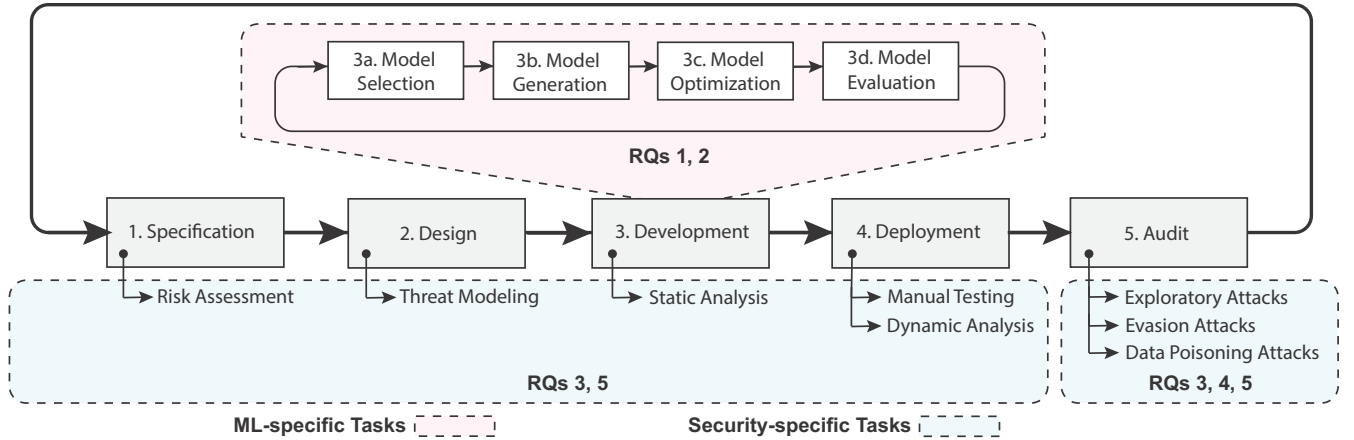 3a. Model
Selection
3b. Model
Generation
3c. Model
Optimization
3d. Model
Evaluation
RQs 1, 2
1. Specification
2. Design
3. Development
4. Deployment
5. Audit
Risk Assessment
Threat Modeling
Static Analysis
Manual Testing
Dynamic Analysis
Exploratory Attacks
Evasion Attacks
Data Poisoning Attacks
RQs 3, 5
RQs 3, 4, 5
ML-specific Tasks
Security-specific Tasks